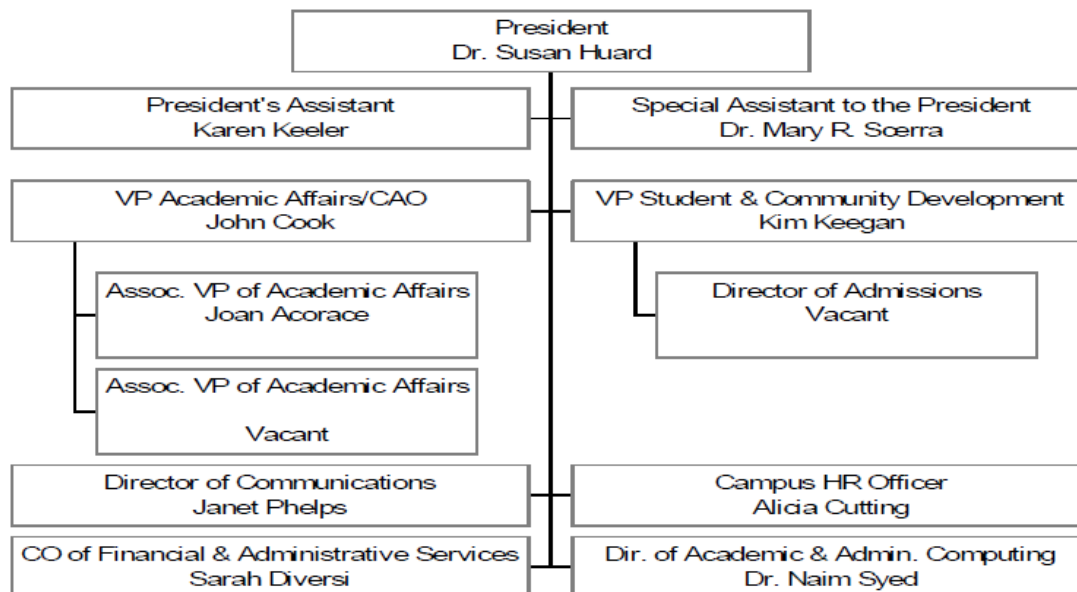 President
Dr. Susan Huard
President's Assistant
Karen Keeler
Special Assistant to the President
Dr. Mary R. Scerra
VP Academic Affairs/CAO
John Cook
VP Student & Community Development
Kim Keegan
Assoc. VP of Academic Affairs
Joan Acorace
Director of Admissions
Vacant
Assoc. VP of Academic Affairs
Vacant
Director of Communications
Janet Phelps
Campus HR Officer
Alicia Cutting
CO of Financial & Administrative Services
Sarah Diversi
Dir. of Academic & Admin. Computing
Dr. Naim Syed